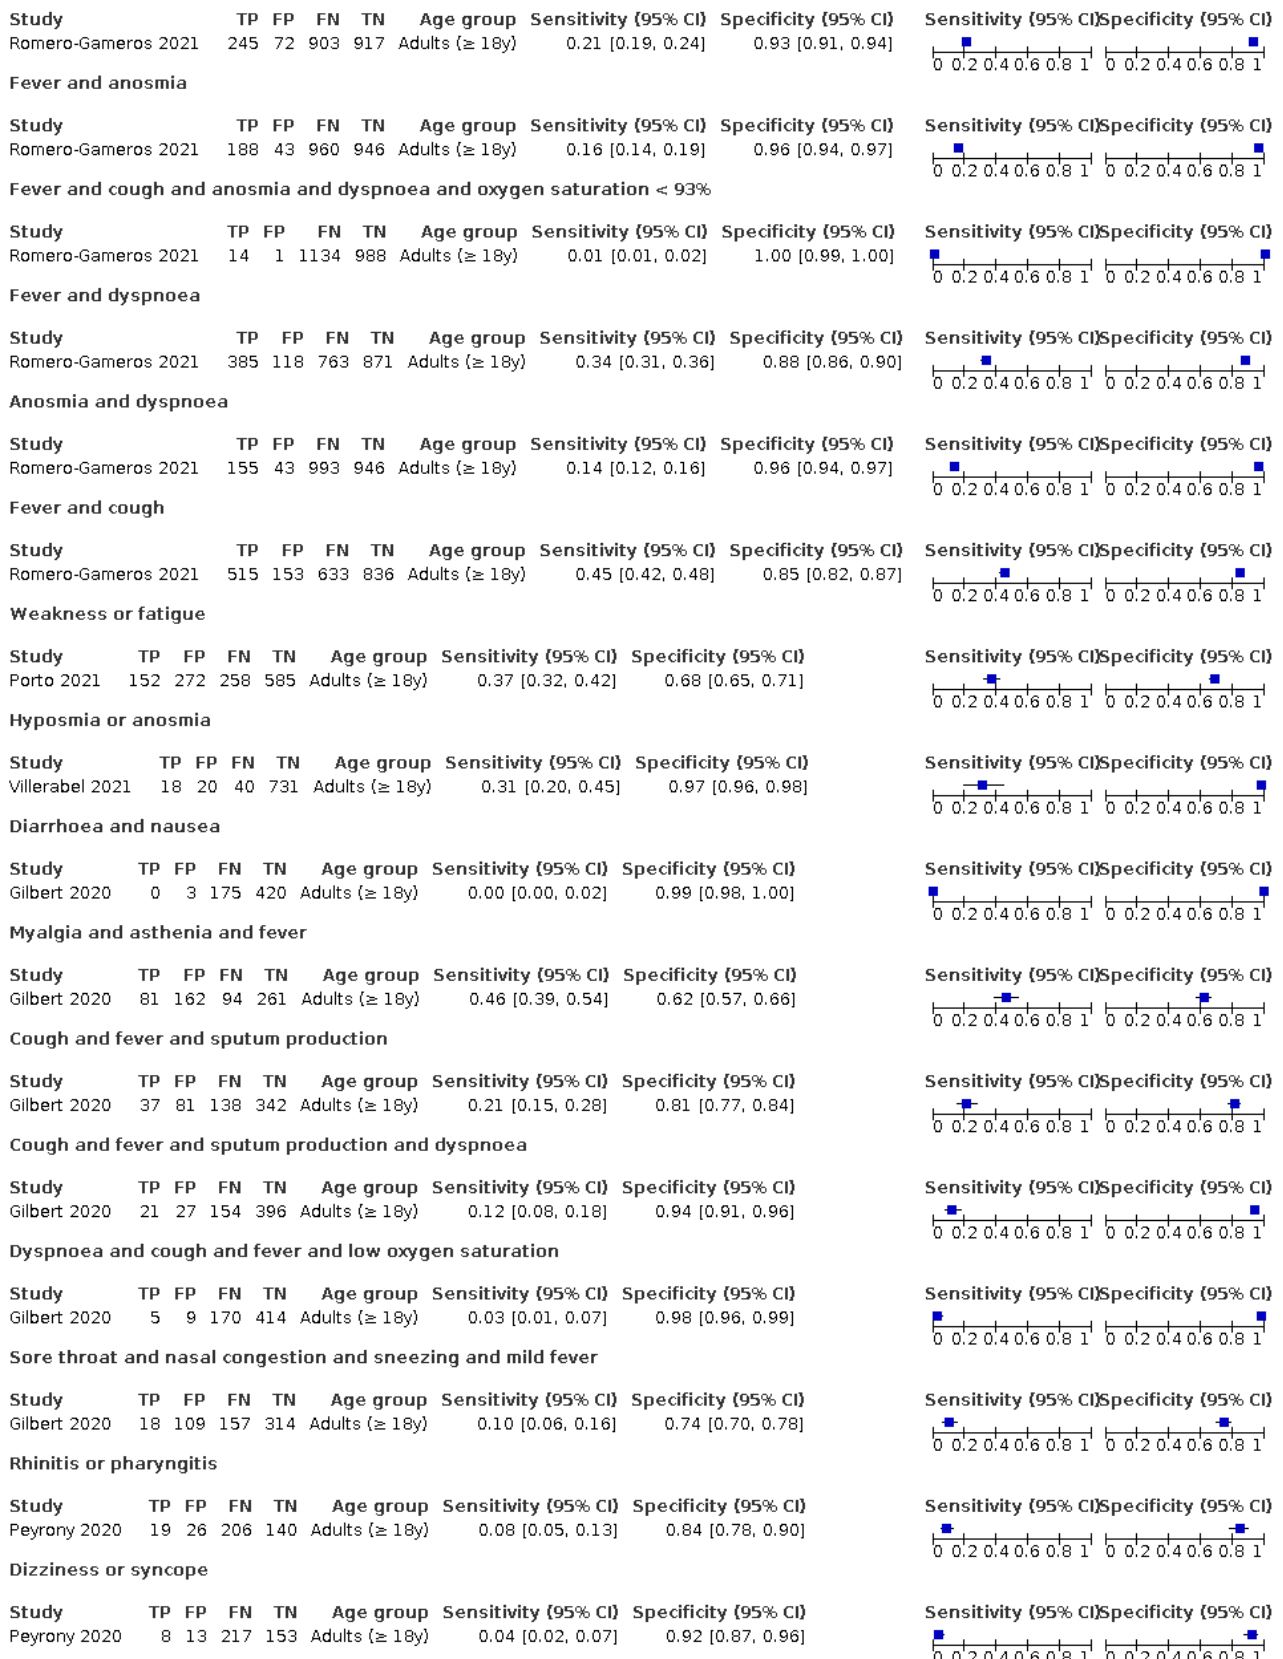 Study TP FP FN TN Age group Sensitivity (95% CI) Specificity (95% CI) Sensitivity (95% CI) Specificity (95% CI)
Romero-Gameros 2021 245 72 903 917 Adults (≥ 18y) 0.21 [0.19, 0.24] 0.93 [0.91, 0.94]
0 0.2 0.4 0.6 0.8 1 0 0.2 0.4 0.6 0.8 1
Fever and anosmia
Study TP FP FN TN Age group Sensitivity (95% CI) Specificity (95% CI) Sensitivity (95% CI) Specificity (95% CI)
Romero-Gameros 2021 188 43 960 946 Adults (≥ 18y) 0.16 [0.14, 0.19] 0.96 [0.94, 0.97]
0 0.2 0.4 0.6 0.8 1 0 0.2 0.4 0.6 0.8 1
Fever and cough and anosmia and dyspnoea and oxygen saturation < 93%
Study TP FP FN TN Age group Sensitivity (95% CI) Specificity (95% CI) Sensitivity (95% CI) Specificity (95% CI)
Romero-Gameros 2021 14 1 1134 988 Adults (≥ 18y) 0.01 [0.01, 0.02] 1.00 [0.99, 1.00]
0 0.2 0.4 0.6 0.8 1 0 0.2 0.4 0.6 0.8 1
Fever and dyspnoea
Study TP FP FN TN Age group Sensitivity (95% CI) Specificity (95% CI) Sensitivity (95% CI) Specificity (95% CI)
Romero-Gameros 2021 385 118 763 871 Adults (≥ 18y) 0.34 [0.31, 0.36] 0.88 [0.86, 0.90]
0 0.2 0.4 0.6 0.8 1 0 0.2 0.4 0.6 0.8 1
Anosmia and dyspnoea
Study TP FP FN TN Age group Sensitivity (95% CI) Specificity (95% CI) Sensitivity (95% CI) Specificity (95% CI)
Romero-Gameros 2021 155 43 993 946 Adults (≥ 18y) 0.14 [0.12, 0.16] 0.96 [0.94, 0.97]
0 0.2 0.4 0.6 0.8 1 0 0.2 0.4 0.6 0.8 1
Fever and cough
Study TP FP FN TN Age group Sensitivity (95% CI) Specificity (95% CI) Sensitivity (95% CI) Specificity (95% CI)
Romero-Gameros 2021 515 153 633 836 Adults (≥ 18y) 0.45 [0.42, 0.48] 0.85 [0.82, 0.87]
0 0.2 0.4 0.6 0.8 1 0 0.2 0.4 0.6 0.8 1
Weakness or fatigue
Study TP FP FN TN Age group Sensitivity (95% CI) Specificity (95% CI) Sensitivity (95% CI) Specificity (95% CI)
Porto 2021 152 272 258 585 Adults (≥ 18y) 0.37 [0.32, 0.42] 0.68 [0.65, 0.71]
0 0.2 0.4 0.6 0.8 1 0 0.2 0.4 0.6 0.8 1
Hyposmia or anosmia
Study TP FP FN TN Age group Sensitivity (95% CI) Specificity (95% CI) Sensitivity (95% CI) Specificity (95% CI)
Villerabel 2021 18 20 40 731 Adults (≥ 18y) 0.31 [0.20, 0.45] 0.97 [0.96, 0.98]
0 0.2 0.4 0.6 0.8 1 0 0.2 0.4 0.6 0.8 1
Diarrhoea and nausea
Study TP FP FN TN Age group Sensitivity (95% CI) Specificity (95% CI) Sensitivity (95% CI) Specificity (95% CI)
Gilbert 2020 0 3 175 420 Adults (≥ 18y) 0.00 [0.00, 0.02] 0.99 [0.98, 1.00]
0 0.2 0.4 0.6 0.8 1 0 0.2 0.4 0.6 0.8 1
Myalgia and asthenia and fever
Study TP FP FN TN Age group Sensitivity (95% CI) Specificity (95% CI) Sensitivity (95% CI) Specificity (95% CI)
Gilbert 2020 81 162 94 261 Adults (≥ 18y) 0.46 [0.39, 0.54] 0.62 [0.57, 0.66]
0 0.2 0.4 0.6 0.8 1 0 0.2 0.4 0.6 0.8 1
Cough and fever and sputum production
Study TP FP FN TN Age group Sensitivity (95% CI) Specificity (95% CI) Sensitivity (95% CI) Specificity (95% CI)
Gilbert 2020 37 81 138 342 Adults (≥ 18y) 0.21 [0.15, 0.28] 0.81 [0.77, 0.84]
0 0.2 0.4 0.6 0.8 1 0 0.2 0.4 0.6 0.8 1
Cough and fever and sputum production and dyspnoea
Study TP FP FN TN Age group Sensitivity (95% CI) Specificity (95% CI) Sensitivity (95% CI) Specificity (95% CI)
Gilbert 2020 21 27 154 396 Adults (≥ 18y) 0.12 [0.08, 0.18] 0.94 [0.91, 0.96]
0 0.2 0.4 0.6 0.8 1 0 0.2 0.4 0.6 0.8 1
Dyspnoea and cough and fever and low oxygen saturation
Study TP FP FN TN Age group Sensitivity (95% CI) Specificity (95% CI) Sensitivity (95% CI) Specificity (95% CI)
Gilbert 2020 5 9 170 414 Adults (≥ 18y) 0.03 [0.01, 0.07] 0.98 [0.96, 0.99]
0 0.2 0.4 0.6 0.8 1 0 0.2 0.4 0.6 0.8 1
Sore throat and nasal congestion and sneezing and mild fever
Study TP FP FN TN Age group Sensitivity (95% CI) Specificity (95% CI) Sensitivity (95% CI) Specificity (95% CI)
Gilbert 2020 18 109 157 314 Adults (≥ 18y) 0.10 [0.06, 0.16] 0.74 [0.70, 0.78]
0 0.2 0.4 0.6 0.8 1 0 0.2 0.4 0.6 0.8 1
Rhinitis or pharyngitis
Study TP FP FN TN Age group Sensitivity (95% CI) Specificity (95% CI) Sensitivity (95% CI) Specificity (95% CI)
Peyrony 2020 19 26 206 140 Adults (≥ 18y) 0.08 [0.05, 0.13] 0.84 [0.78, 0.90]
0 0.2 0.4 0.6 0.8 1 0 0.2 0.4 0.6 0.8 1
Dizziness or syncope
Study TP FP FN TN Age group Sensitivity (95% CI) Specificity (95% CI) Sensitivity (95% CI) Specificity (95% CI)
Peyrony 2020 8 13 217 153 Adults (≥ 18y) 0.04 [0.02, 0.07] 0.92 [0.87, 0.96]
0 0.2 0.4 0.6 0.8 1 0 0.2 0.4 0.6 0.8 1